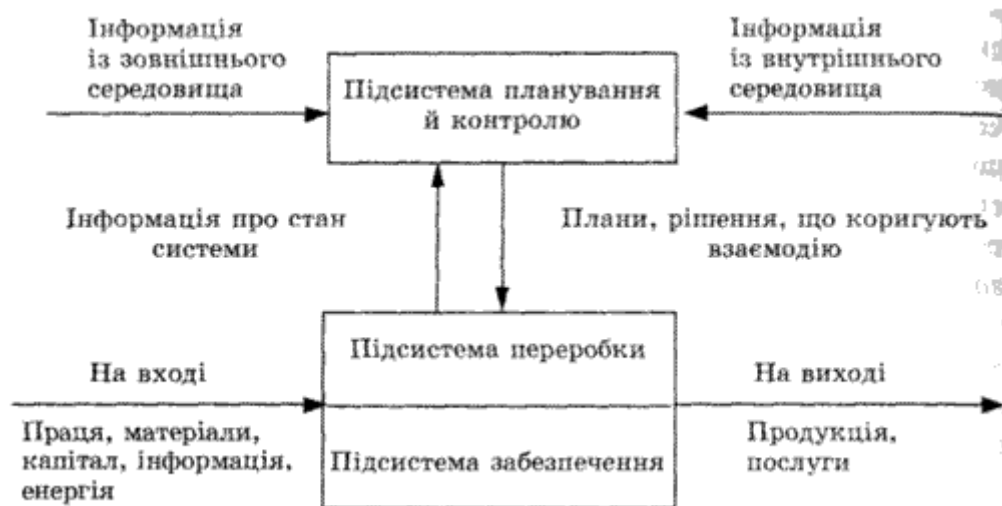 Інформація
із зовнішнього
середовища
Підсистема планування
й контролю
Інформація
із внутрішнього
середовища
Інформація про стан
системи
Плани, рішення, що коригують
взаємодію
На вході
Праця, матеріали,
капітал, інформація,
енергія
Підсистема переробки
Підсистема забезпечення
На виході
Продукція,
послуги